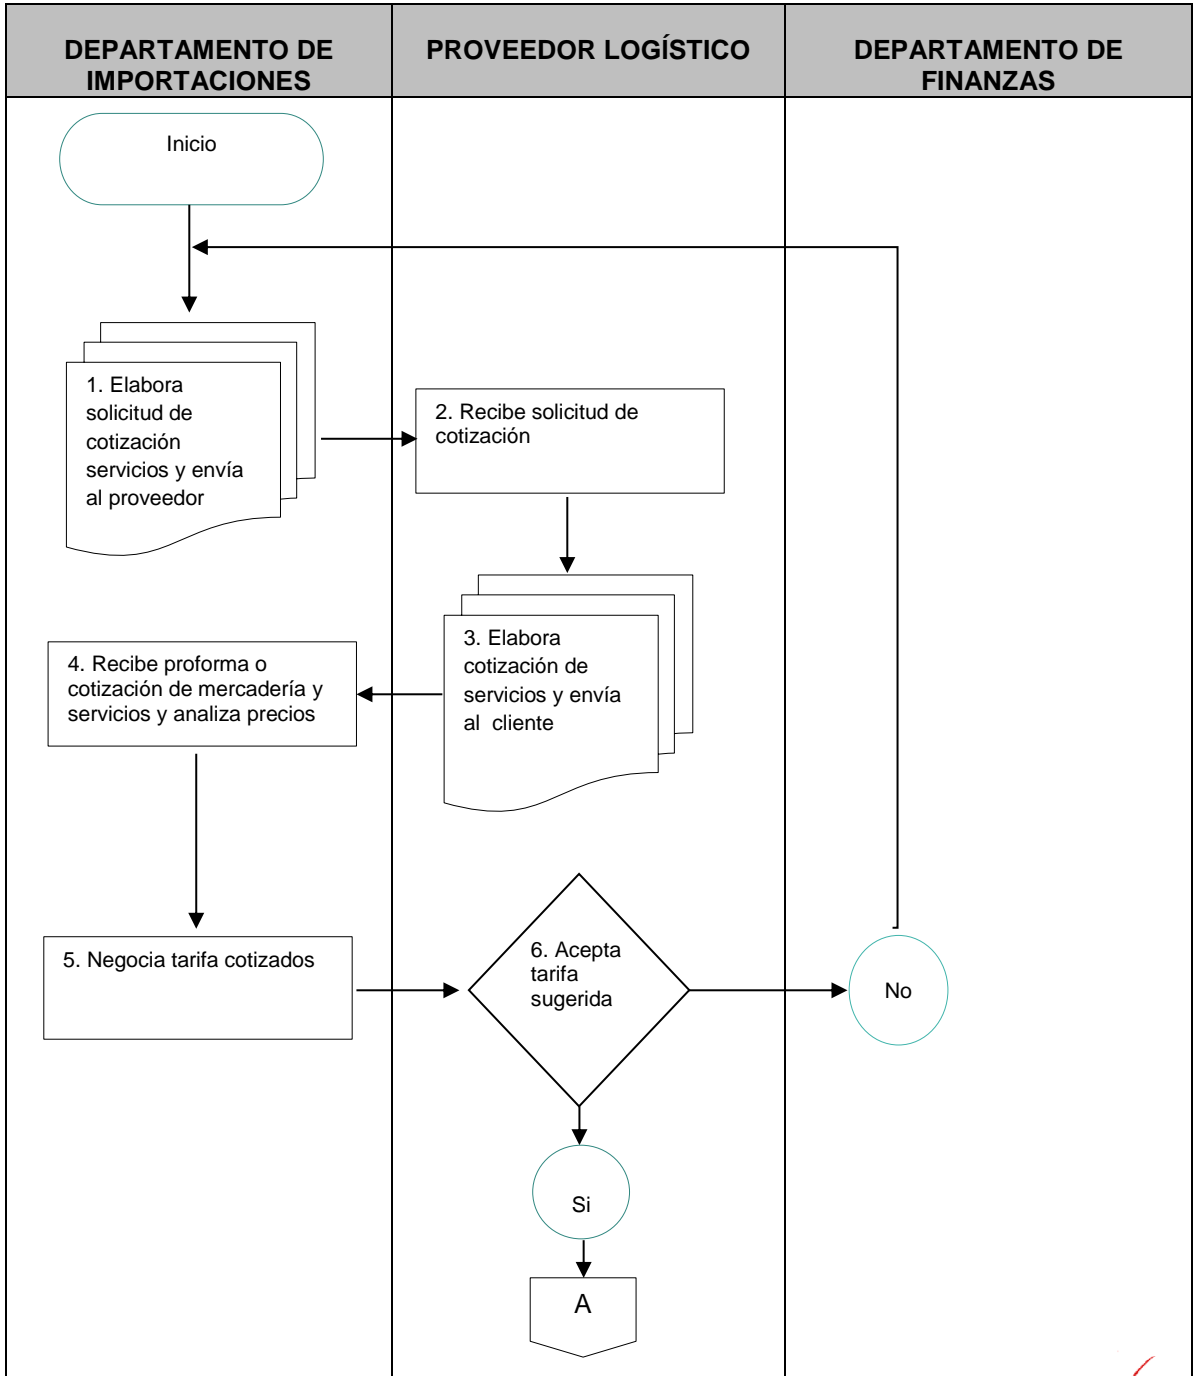 DEPARTAMENTO DE
IMPORTACIONES
PROVEEDOR LOGÍSTICO
DEPARTAMENTO DE
FINANZAS
Inicio
1. Elabora
solicitud de
cotización
servicios y envía
al proveedor
2. Recibe solicitud de
cotización
3. Elabora
cotización de
servicios y envía
al cliente
4. Recibe proforma o
cotización de mercadería y
servicios y analiza precios
5. Negocia tarifa cotizados
6. Acepta
tarifa
sugerida
No
Si
A